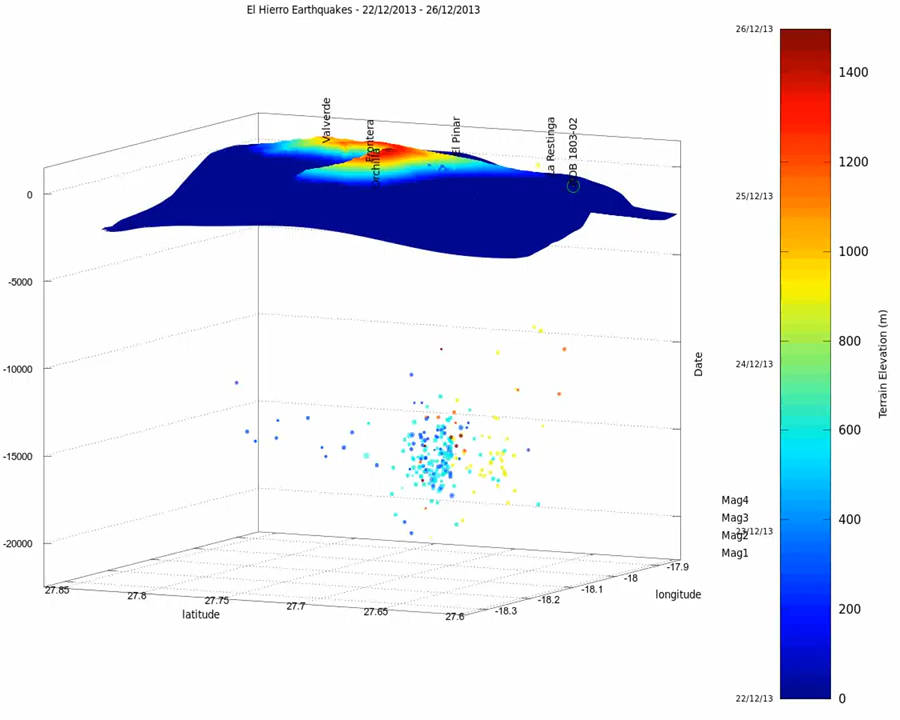 El Hierro Earthquakes - 22/12/2013 - 26/12/2013
26/12/13
1400
Valverde
Frontera
Orchilla
El Pinar
La Restinga
1200
25/12/13
0
1000
-5000
Date
24/12/13
800
Terrain Elevation (m)
-10000
600
-15000
Mag4
Mag3
400
23/12/13
Mag2
Mag1
-20000
27.85
27.8
27.75
27.7
27.65
27.6
-18.3
-18.2
-18.1
-18
-17.9
latitude
longitude
200
22/12/13
0